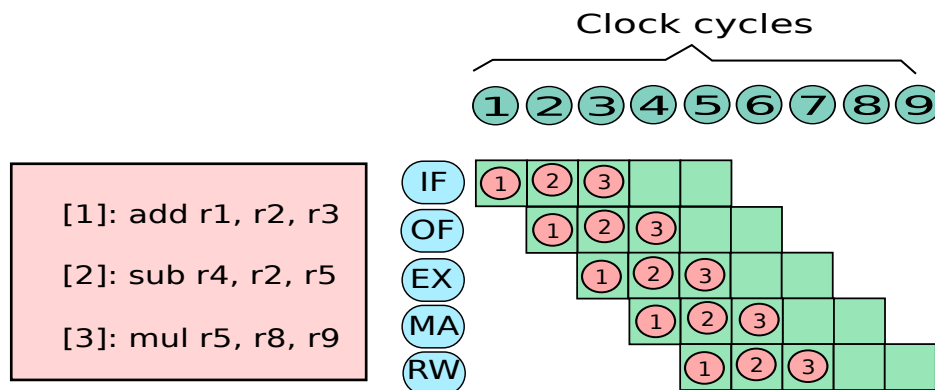 Clock cycles
1 2 3 4 5 6 7 8 9
[1]: add r1, r2, r3
[2]: sub r4, r2, r5
[3]: mul r5, r8, r9
IF 1 2 3
OF 1 2 3
EX 1 2 3
MA 1 2 3
RW 1 2 3